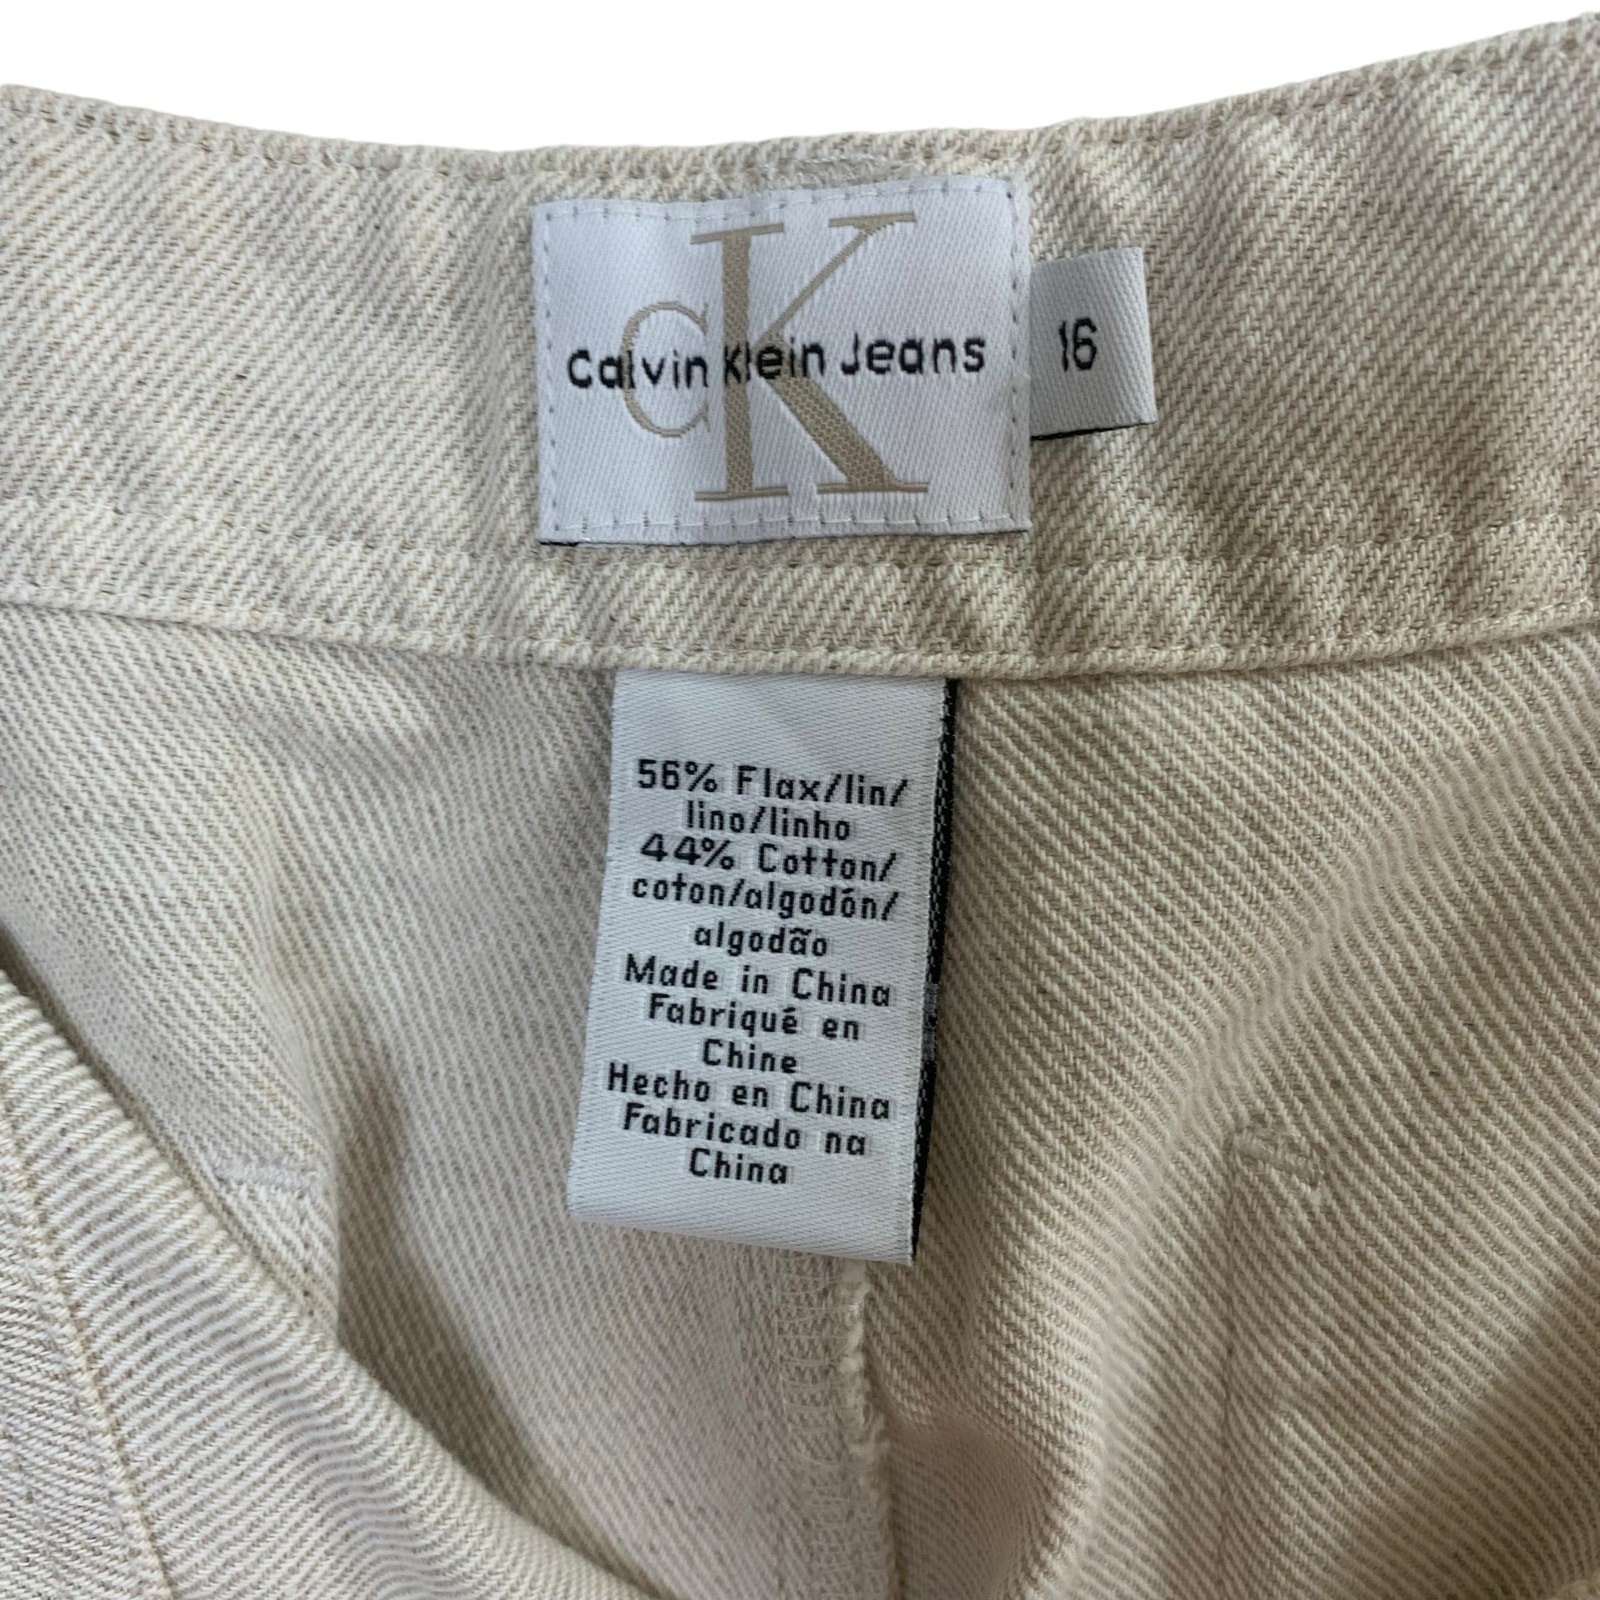 cK
Calvin Klein Jeans
16
56% Flax/lin/
lino/linho
44% Cotton/
coton/algodón/
algodão
Made in China
Fabriqué en
Chine
Hecho en China
Fabricado na
China